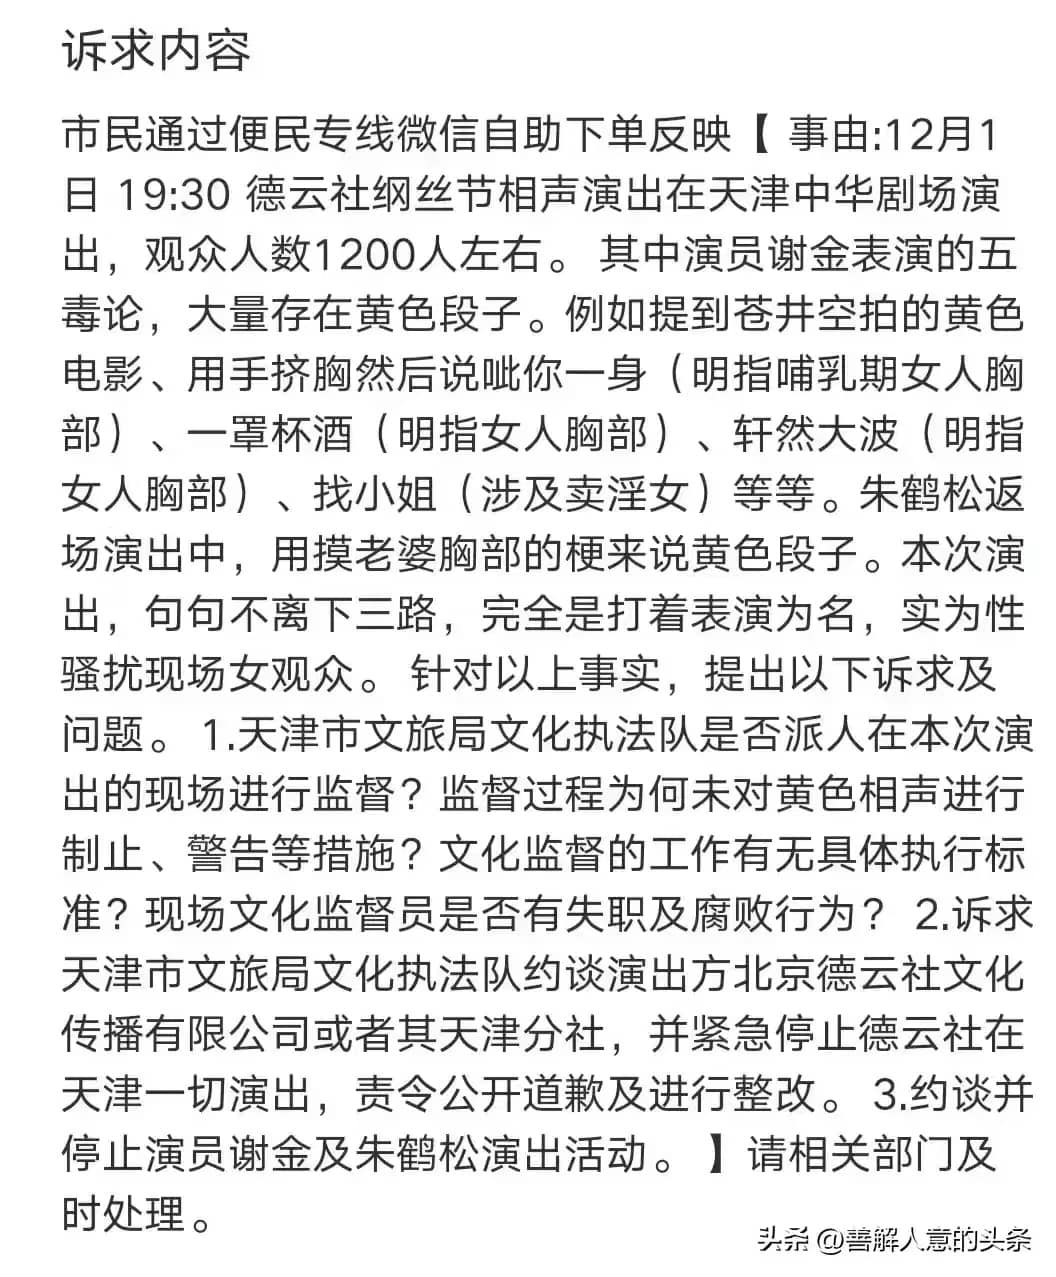 诉求内容
市民通过便民专线微信自助下单反映【 事由:12月1
日 19:30 德云社纲丝节相声演出在天津中华剧场演
出，观众人数1200人左右。 其中演员谢金表演的五
毒论，大量存在黄色段子。例如提到苍井空拍的黄色
电影、用手挤胸然后说呲你一身（明指哺乳期女人胸
部）、一罩杯酒（明指女人胸部）、轩然大波（明指
女人胸部）、找小姐（涉及卖淫女）等等。朱鹤松返
场演出中，用摸老婆胸部的梗来说黄色段子。本次演
出，句句不离下三路，完全是打着表演为名，实为性
骚扰现场女观众。 针对以上事实，提出以下诉求及
问题。 1.天津市文旅局文化执法队是否派人在本次演
出的现场进行监督？监督过程为何未对黄色相声进行
制止、警告等措施？文化监督的工作有无具体执行标
准？现场文化监督员是否有失职及腐败行为？ 2.诉求
天津市文旅局文化执法队约谈演出方北京德云社文化
传播有限公司或者其天津分社，并紧急停止德云社在
天津一切演出，责令公开道歉及进行整改。 3.约谈并
停止演员谢金及朱鹤松演出活动。 】请相关部门及
时处理。
头条 @善解人意的头条